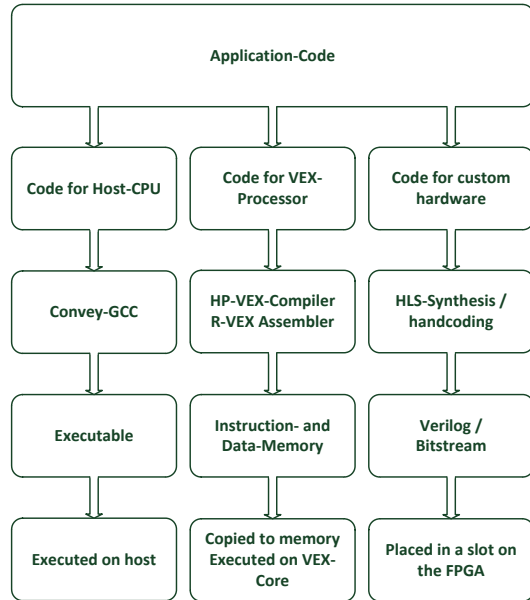 Application-Code
Code for Host-CPU
Code for VEX-
Processor
Code for custom
hardware
Convey-GCC
HP-VEX-Compiler
R-VEX Assembler
HLS-Synthesis /
handcoding
Executable
Instruction- and
Data-Memory
Verilog /
Bitstream
Executed on host
Copied to memory
Executed on VEX-
Core
Placed in a slot on
the FPGA